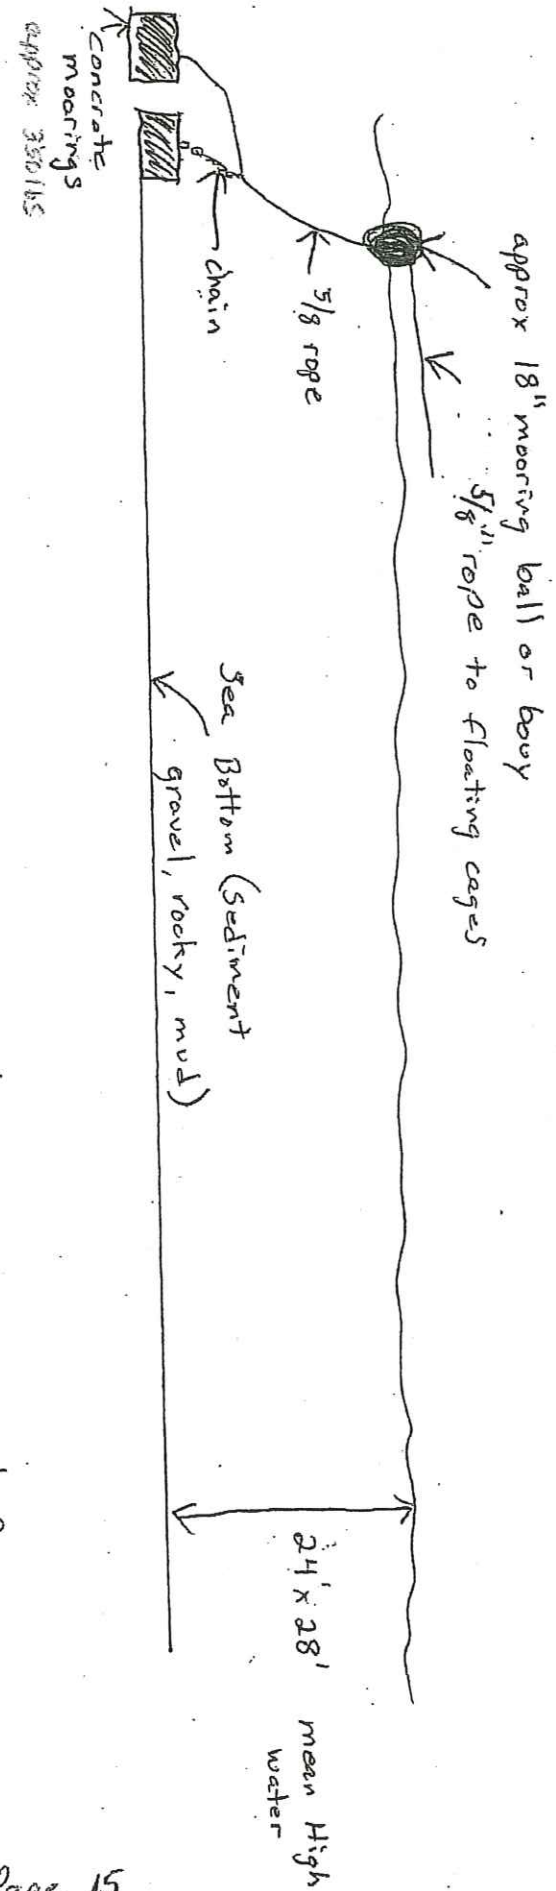 approx 18" mooring ball or bouy
5/8" rope to floating cages
5/8 rope
chain
concrete
moorings
approx 350 lbs
Sea Bottom (sediment
gravel, rocky, mud)
24' x 28'
mean High
water
Page 15